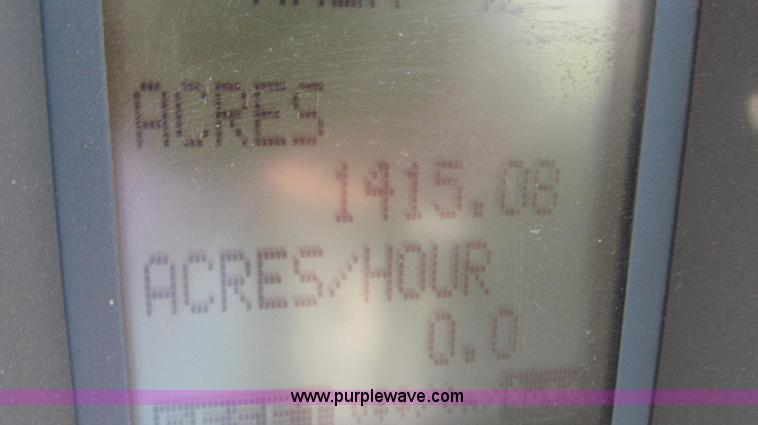 ACRES
1415.08
ACRES/HOUR
0.0
www.purplewave.com